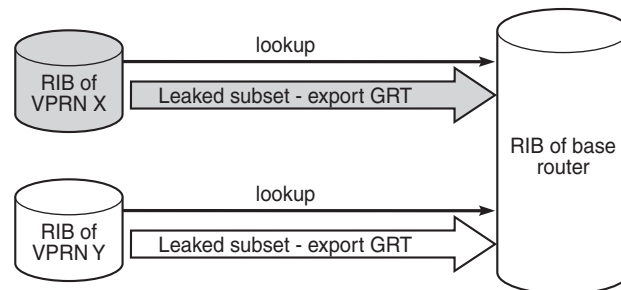 lookup
RIB of
VPRN X
Leaked subset - export GRT
RIB of base
router
lookup
RIB of
VPRN Y
Leaked subset - export GRT